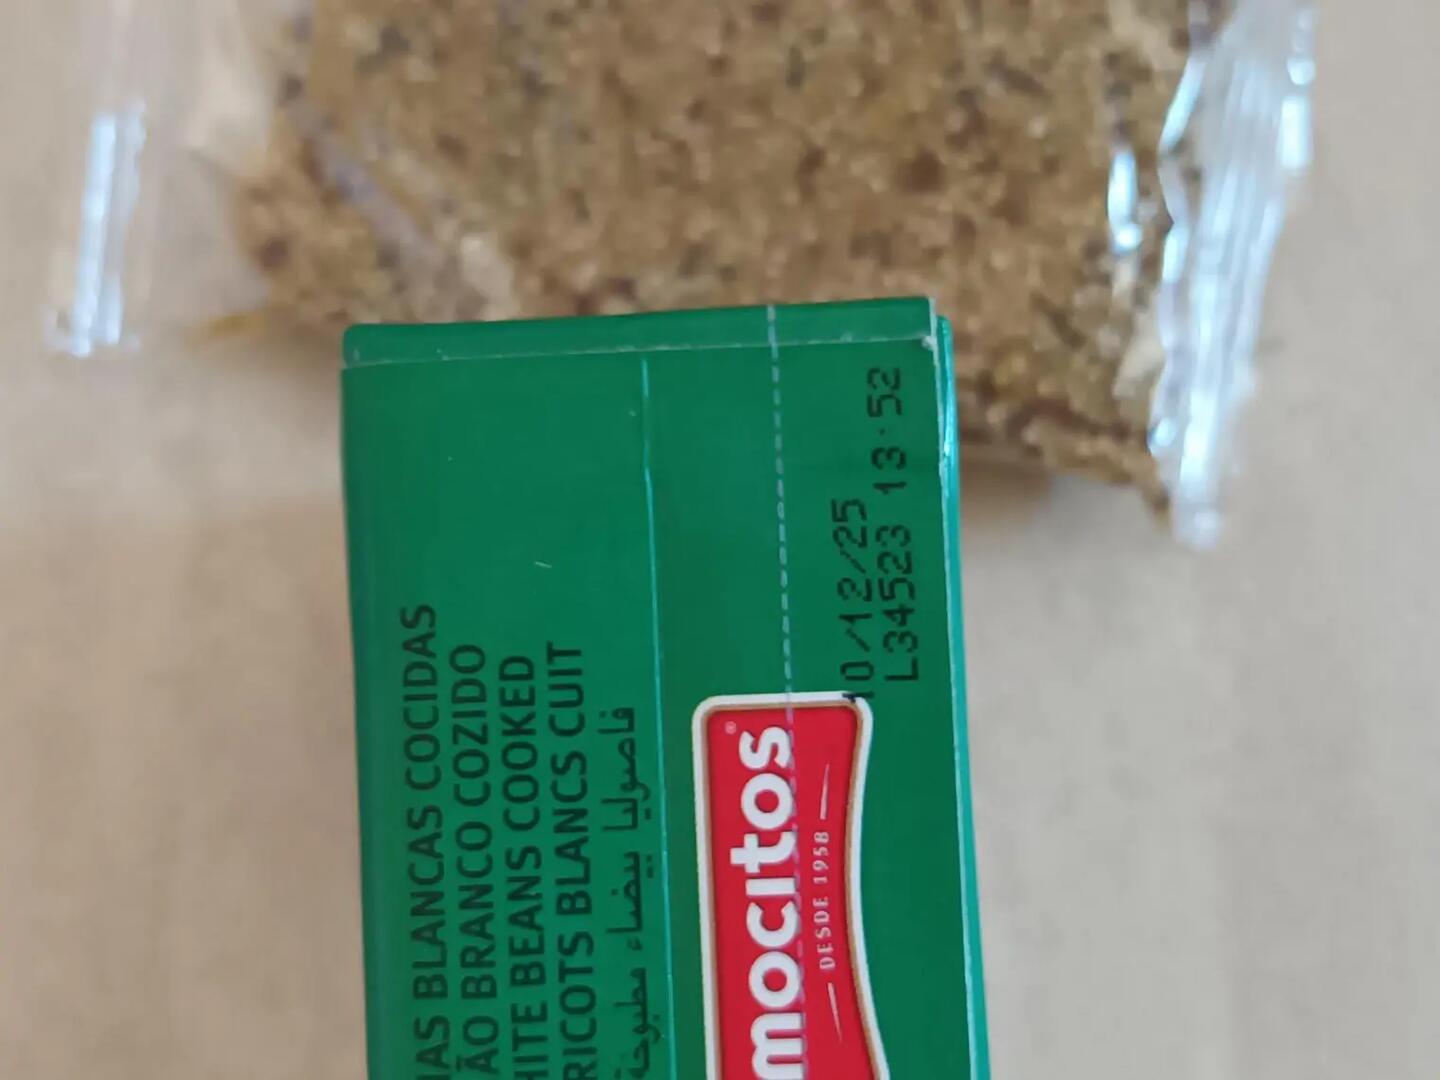 IAS BLANCAS COCIDAS
ÃO BRANCO COZIDO
HITE BEANS COOKED
RICOTS BLANCS CUIT
فاصوليا بيضاء مطبوخة
mocitos®
DESDE 1958
10/12/25
L34523 13:52